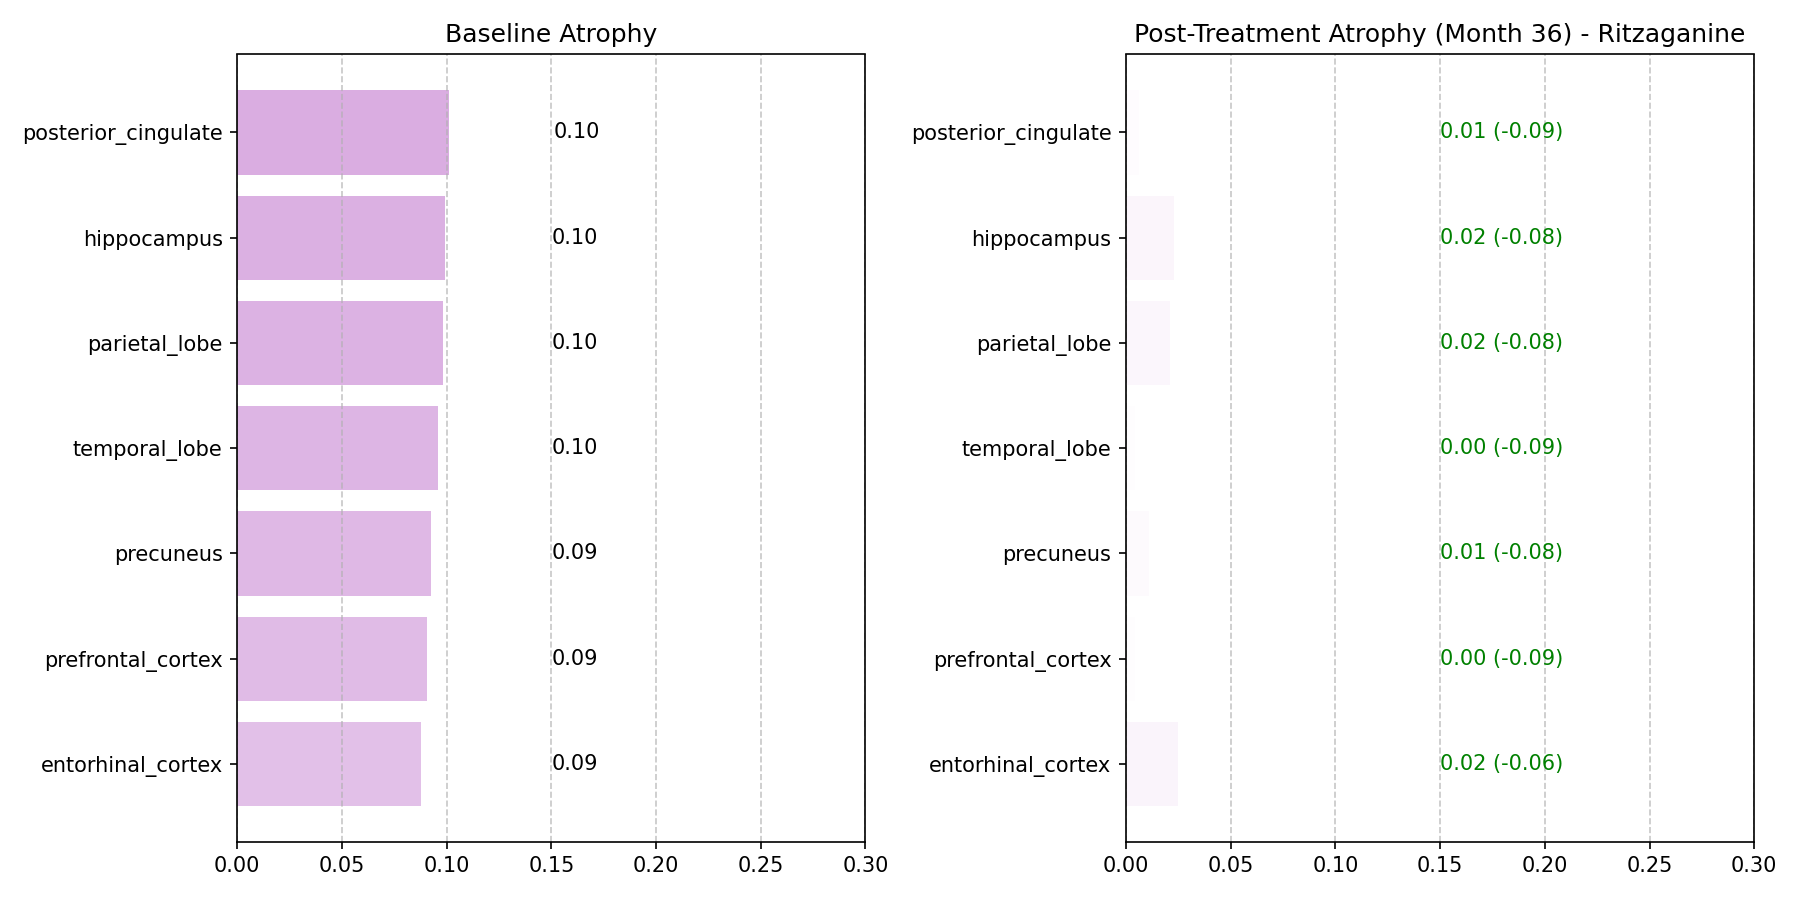 Baseline Atrophy
posterior_cingulate
0.10
hippocampus
0.10
parietal_lobe
0.10
temporal_lobe
0.10
precuneus
0.09
prefrontal_cortex
0.09
entorhinal_cortex
0.09
0.00 0.05 0.10 0.15 0.20 0.25 0.30
Post-Treatment Atrophy (Month 36) - Ritzaganine
posterior_cingulate
0.01 (-0.09)
hippocampus
0.02 (-0.08)
parietal_lobe
0.02 (-0.08)
temporal_lobe
0.00 (-0.09)
precuneus
0.01 (-0.08)
prefrontal_cortex
0.00 (-0.09)
entorhinal_cortex
0.02 (-0.06)
0.00 0.05 0.10 0.15 0.20 0.25 0.30